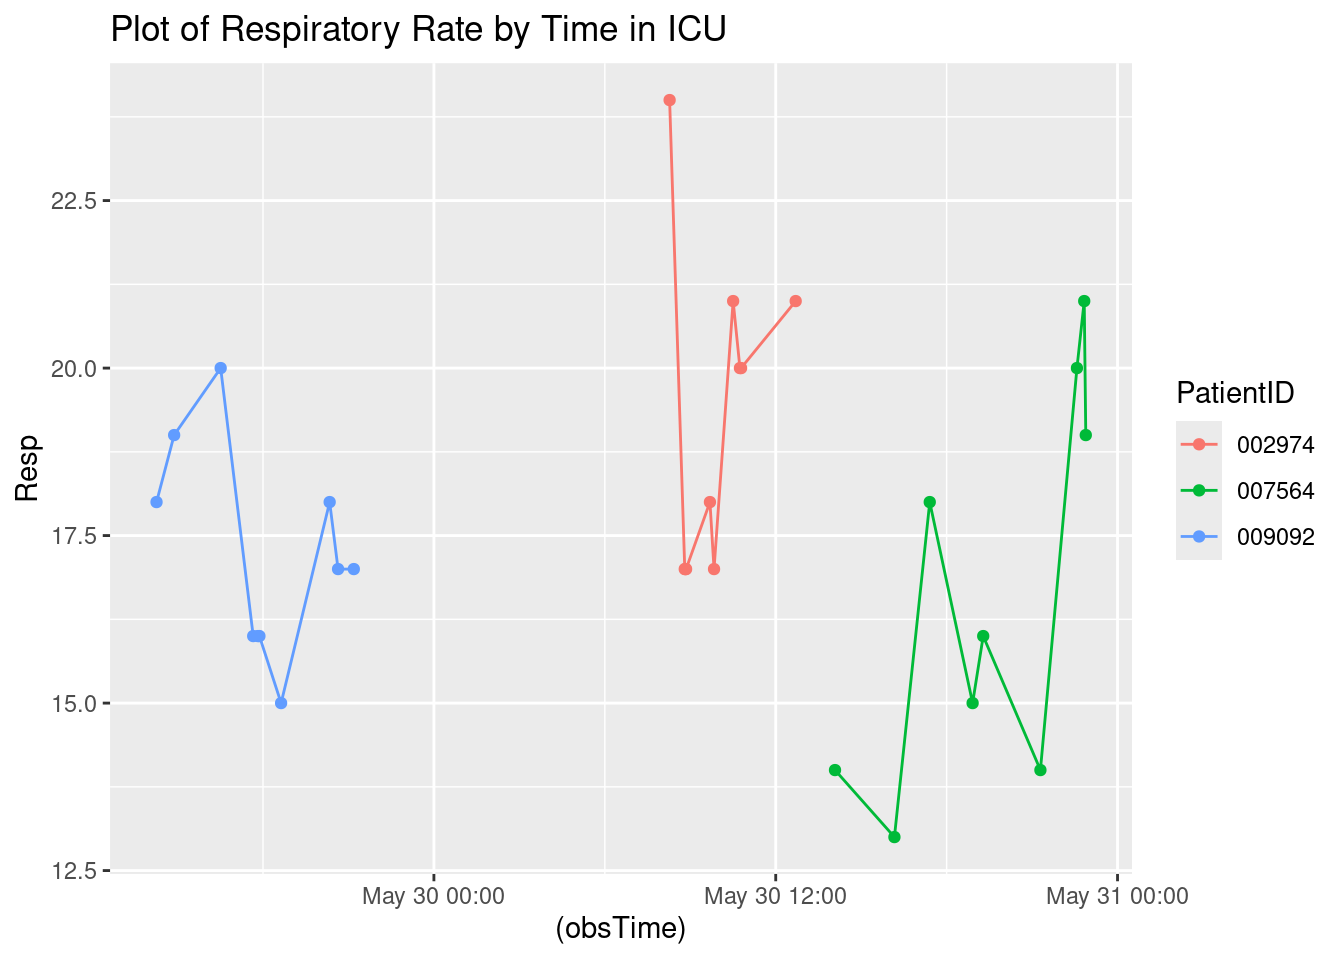 Plot of Respiratory Rate by Time in ICU
Resp
22.5
20.0
17.5
15.0
12.5
May 30 00:00
May 30 12:00
May 31 00:00
(obsTime)
PatientID
002974
007564
009092